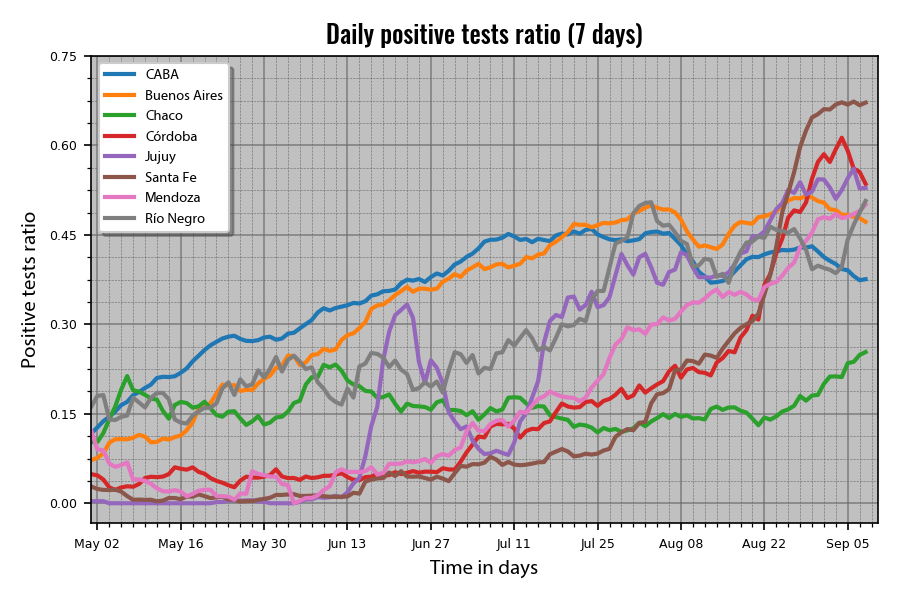 Daily positive tests ratio (7 days)
Positive tests ratio
0.75
0.60
0.45
0.30
0.15
0.00
CABA
Buenos Aires
Chaco
Córdoba
Jujuy
Santa Fe
Mendoza
Río Negro
May 02 May 16 May 30 Jun 13 Jun 27 Jul 11 Jul 25 Aug 08 Aug 22 Sep 05
Time in days